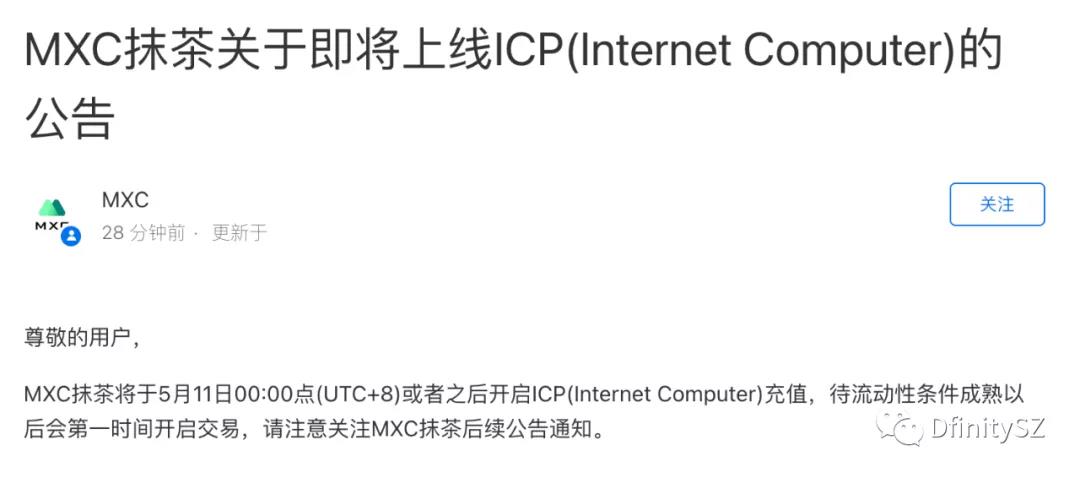 MXC抹茶关于即将上线ICP(Internet Computer)的
公告
MXC
MXC
关注
28 分钟前 · 更新于
尊敬的用户，
MXC抹茶将于5月11日00:00点(UTC+8)或者之后开启ICP(Internet Computer)充值，待流动性条件成熟以
后会第一时间开启交易，请注意关注MXC抹茶后续公告通知。
DfinitySZ